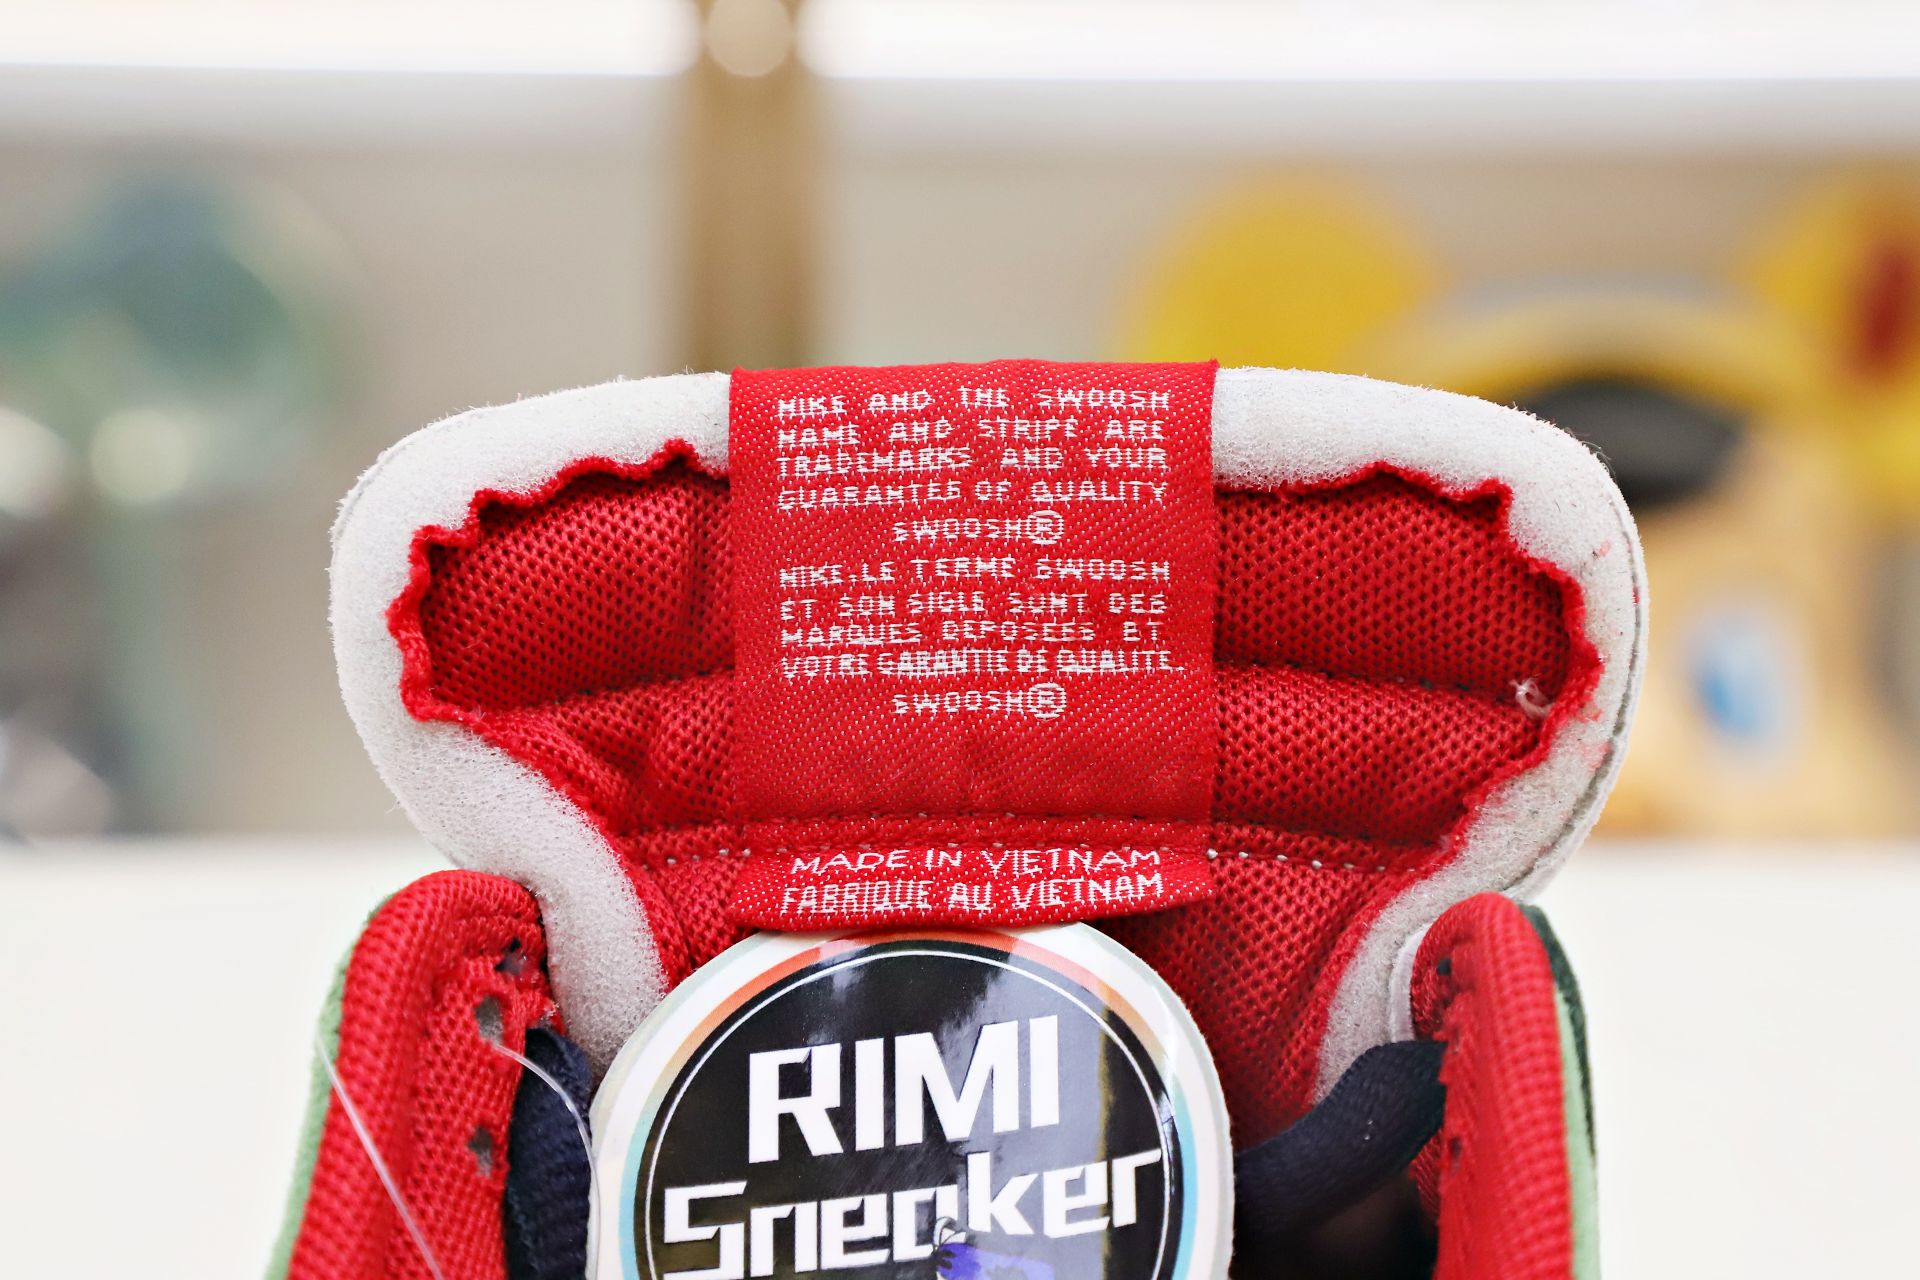 NIKE AND THE SWOOSH
NAME AND STRIPE ARE
TRADEMARKS AND YOUR
GUARANTEE OF QUALITY
SWOOSH®
NIKE, LE TERME SWOOSH
ET SON SIGLE SONT DES
MARQUES DEPOSEES ET
VOTRE GARANTIE DE QUALITE.
SWOOSH®
MADE IN VIETNAM
FABRIQUE AU VIETNAM
RIMI
Sneaker